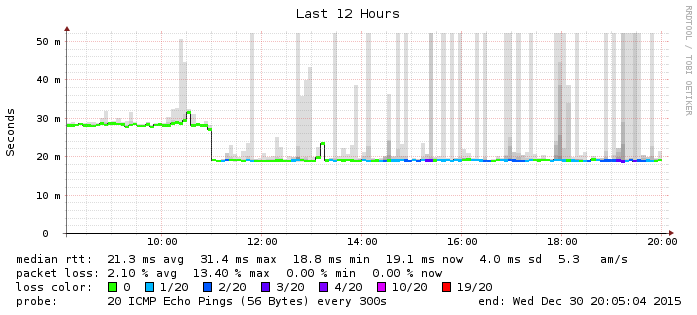 Last 12 Hours
RRDTOOL / TOBI OETIKER
Seconds
50 m
40 m
30 m
20 m
10 m
0
10:00 12:00 14:00 16:00 18:00 20:00
median rtt: 21.3 ms avg 31.4 ms max 18.8 ms min 19.1 ms now 4.0 ms sd 5.3 am/s
packet loss: 2.10 % avg 13.40 % max 0.00 % min 0.00 % now
loss color: 0 1/20 2/20 3/20 4/20 10/20 19/20
probe: 20 ICMP Echo Pings (56 Bytes) every 300s end: Wed Dec 30 20:05:04 2015